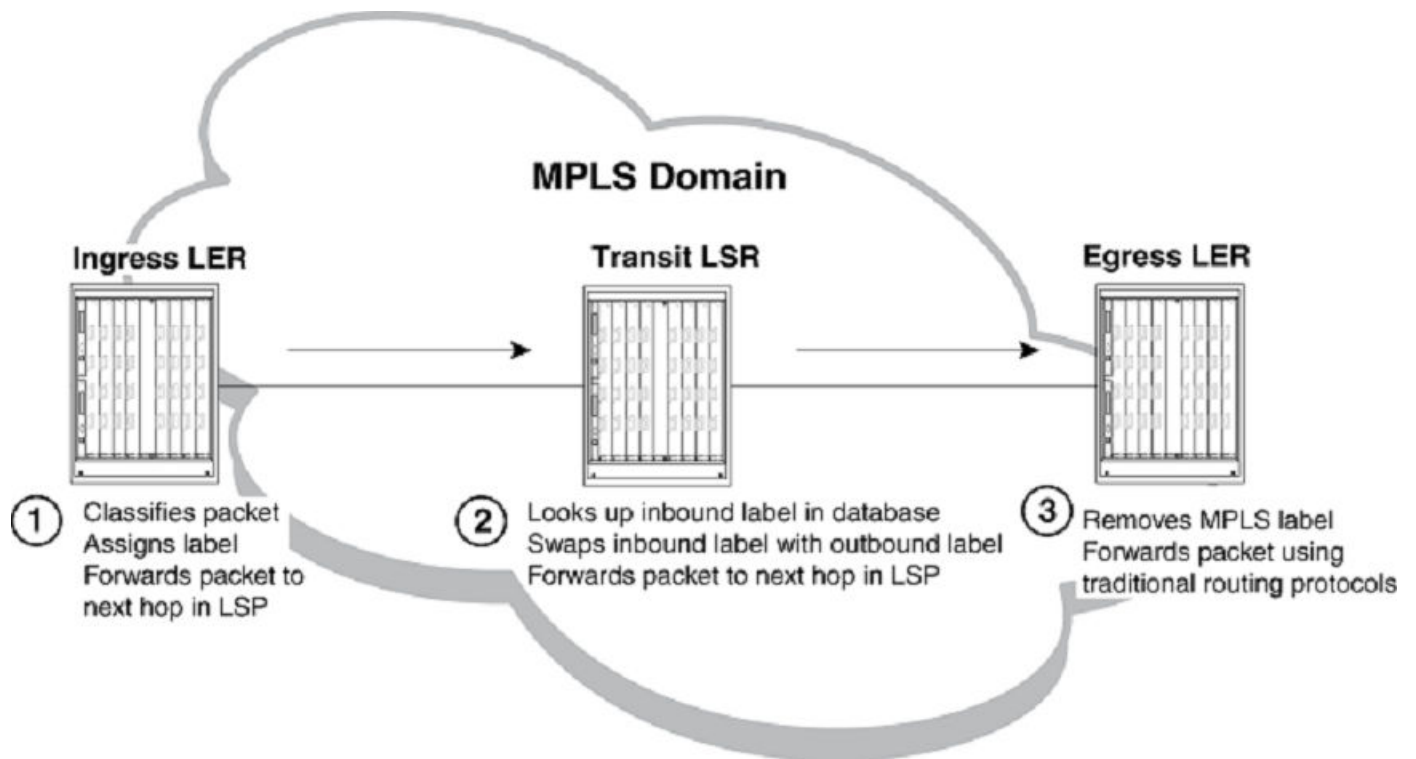 MPLS Domain
Ingress LER
Transit LSR
Egress LER
1
Classifies packet
Assigns label
Forwards packet to
next hop in LSP
2
Looks up inbound label in database
Swaps inbound label with outbound label
Forwards packet to next hop in LSP
3
Removes MPLS label
Forwards packet using
traditional routing protocols